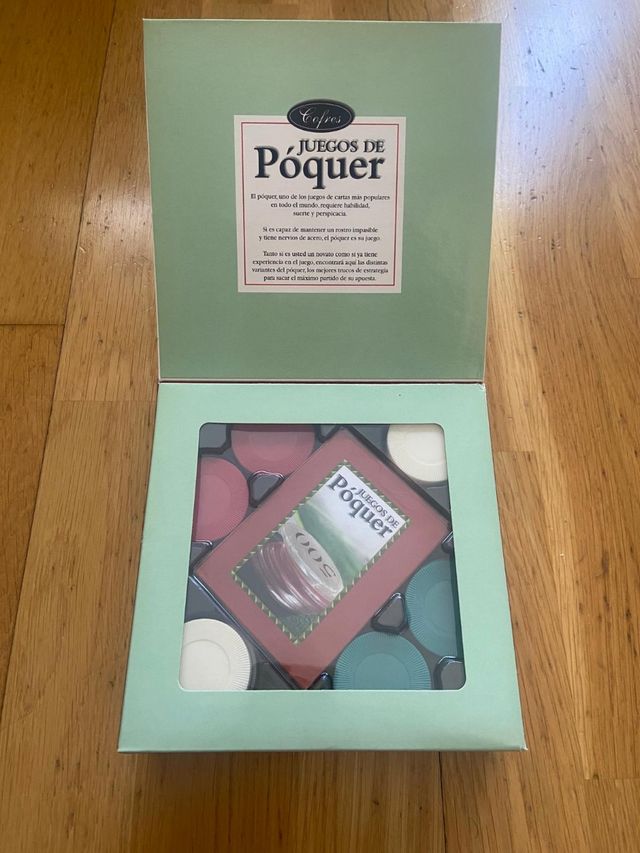 Cofres
JUEGOS DE
Póquer
El póquer, uno de los juegos de cartas más populares
en todo el mundo, requiere habilidad,
suerte y perspicacia.
Si es capaz de mantener un rostro impasible
y tiene nervios de acero, el póquer es su juego.
Tanto si es usted un novato como si ya tiene
experiencia en el juego, encontrará aquí las distintas
variantes del póquer, los mejores trucos de estrategia
para sacar el máximo partido de su apuesta.
JUEGOS DE
Póquer
500